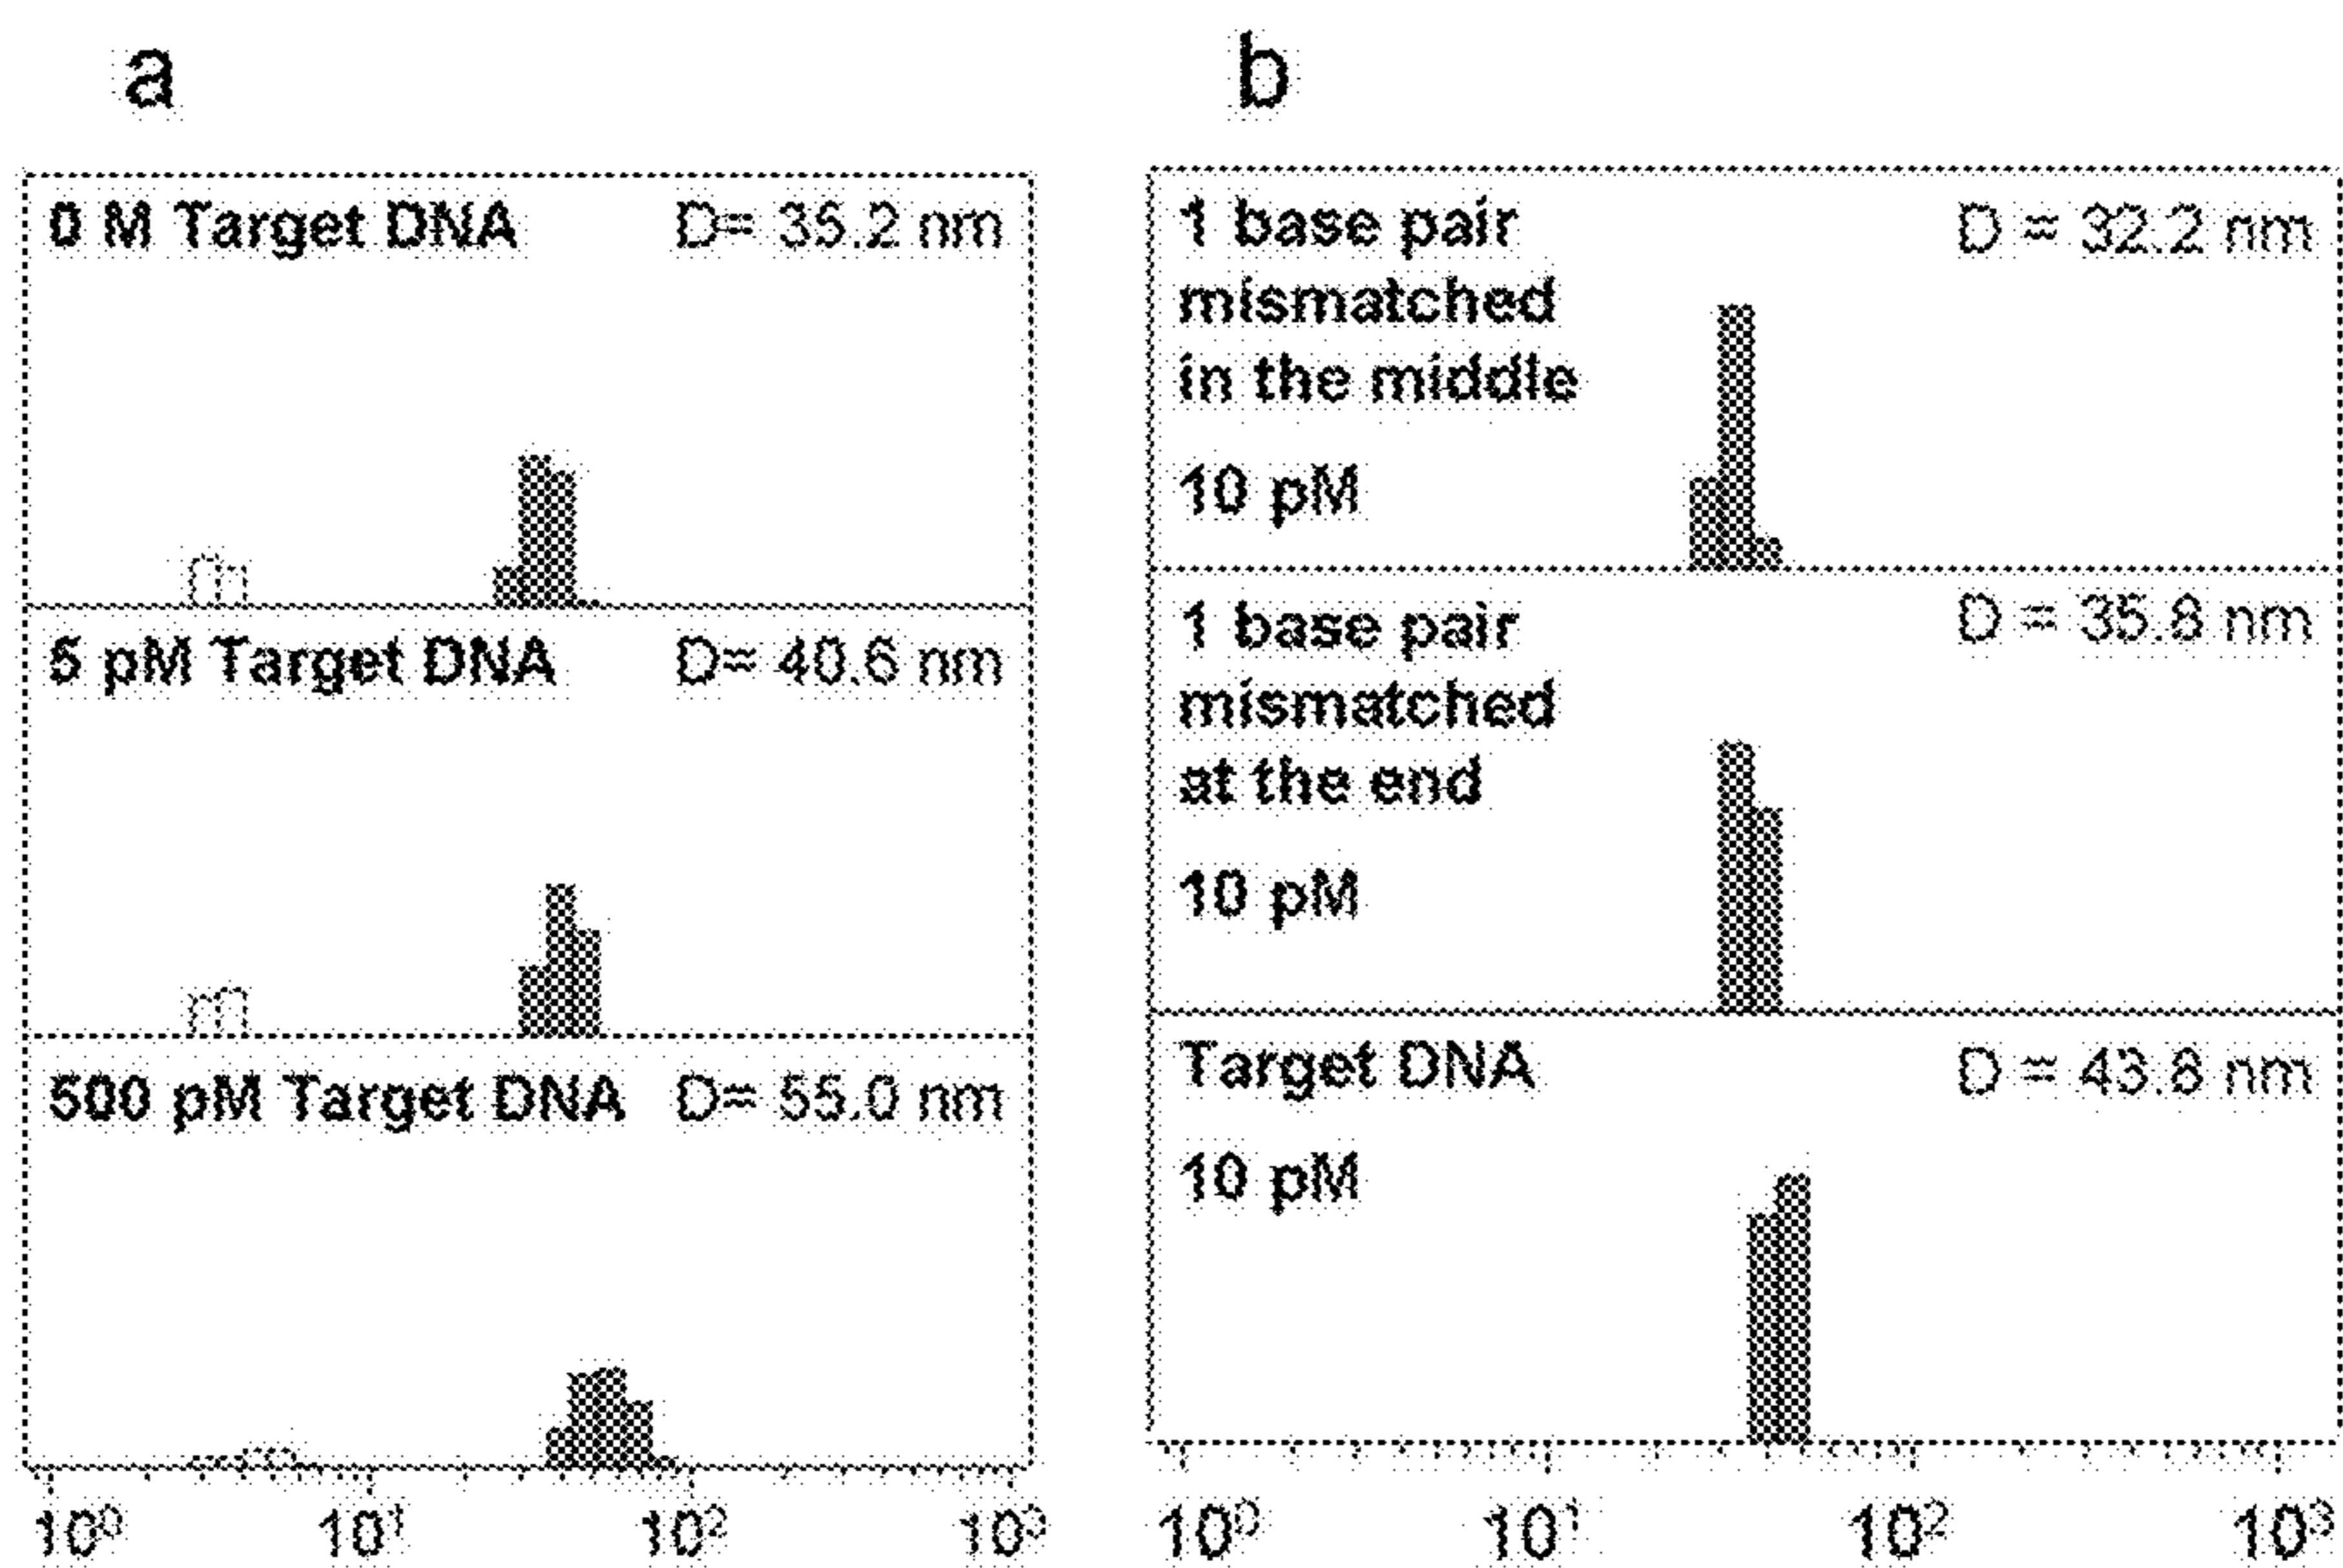 a
0 M Target DNA D= 35.2 nm
5 pM Target DNA D= 40.6 nm
500 pM Target DNA D= 55.0 nm
10⁰ 10¹ 10² 10³
b
1 base pair
mismatched
in the middle
10 pM
D = 32.2 nm
1 base pair
mismatched
at the end
10 pM
D = 35.8 nm
Target DNA
10 pM
D = 43.8 nm
10⁰ 10¹ 10² 10³